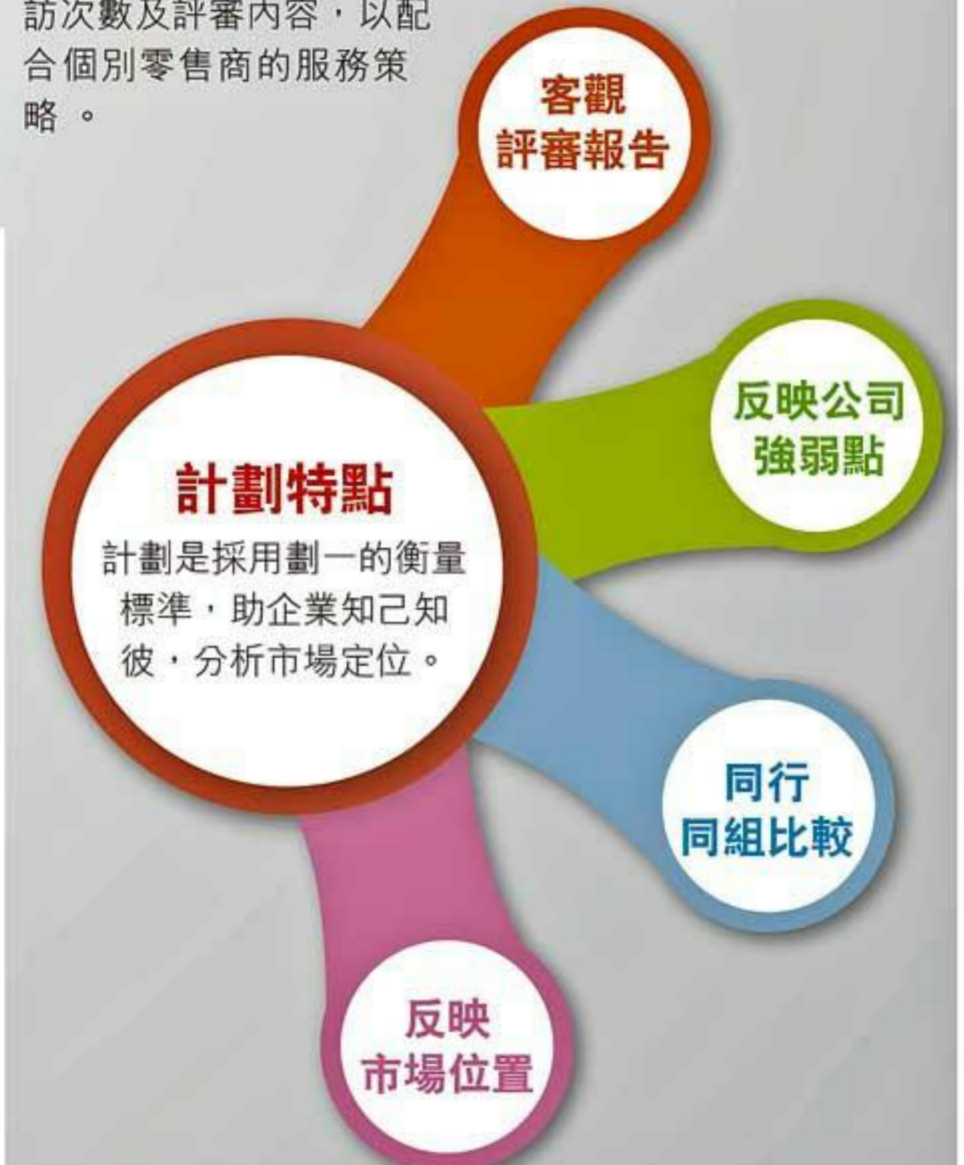 訪次數及評審內容，以配
合個別零售商的服務策
略 。
客觀
評審報告
反映公司
強弱點
計劃特點
計劃是採用劃一的衡量
標準，助企業知己知
彼，分析市場定位。
同行
同組比較
反映
市場位置